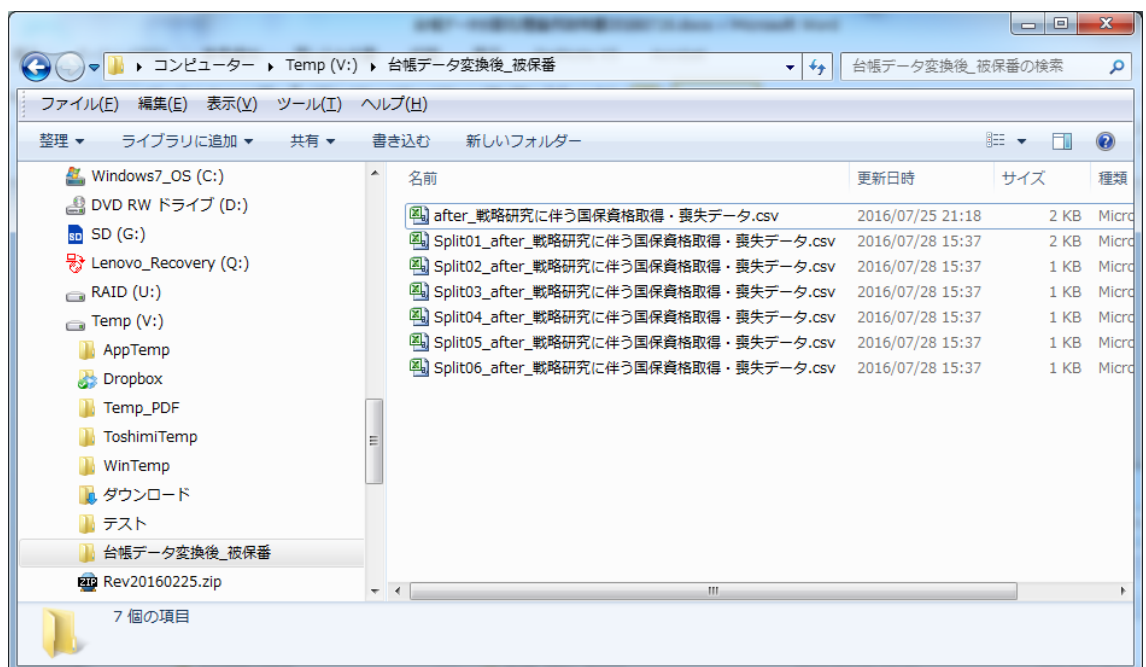 コンピューター ▸ Temp (V:) ▸ 台帳データ変換後_被保番
台帳データ変換後_被保番の検索
ファイル(F) 編集(E) 表示(V) ツール(T) ヘルプ(H)
整理 ライブラリに追加 共有 書き込む 新しいフォルダー
Windows7_OS (C:)
DVD RW ドライブ (D:)
SD (G:)
Lenovo_Recovery (Q:)
RAID (U:)
Temp (V:)
AppTemp
Dropbox
Temp_PDF
ToshimiTemp
WinTemp
ダウンロード
テスト
台帳データ変換後_被保番
Rev20160225.zip
名前 更新日時 サイズ 種類
after_戦略研究に伴う国保資格取得・喪失データ.csv 2016/07/25 21:18 2 KB Micro
Split01_after_戦略研究に伴う国保資格取得・喪失データ.csv 2016/07/28 15:37 2 KB Micro
Split02_after_戦略研究に伴う国保資格取得・喪失データ.csv 2016/07/28 15:37 1 KB Micro
Split03_after_戦略研究に伴う国保資格取得・喪失データ.csv 2016/07/28 15:37 1 KB Micro
Split04_after_戦略研究に伴う国保資格取得・喪失データ.csv 2016/07/28 15:37 1 KB Micro
Split05_after_戦略研究に伴う国保資格取得・喪失データ.csv 2016/07/28 15:37 1 KB Micro
Split06_after_戦略研究に伴う国保資格取得・喪失データ.csv 2016/07/28 15:37 1 KB Micro
7 個の項目